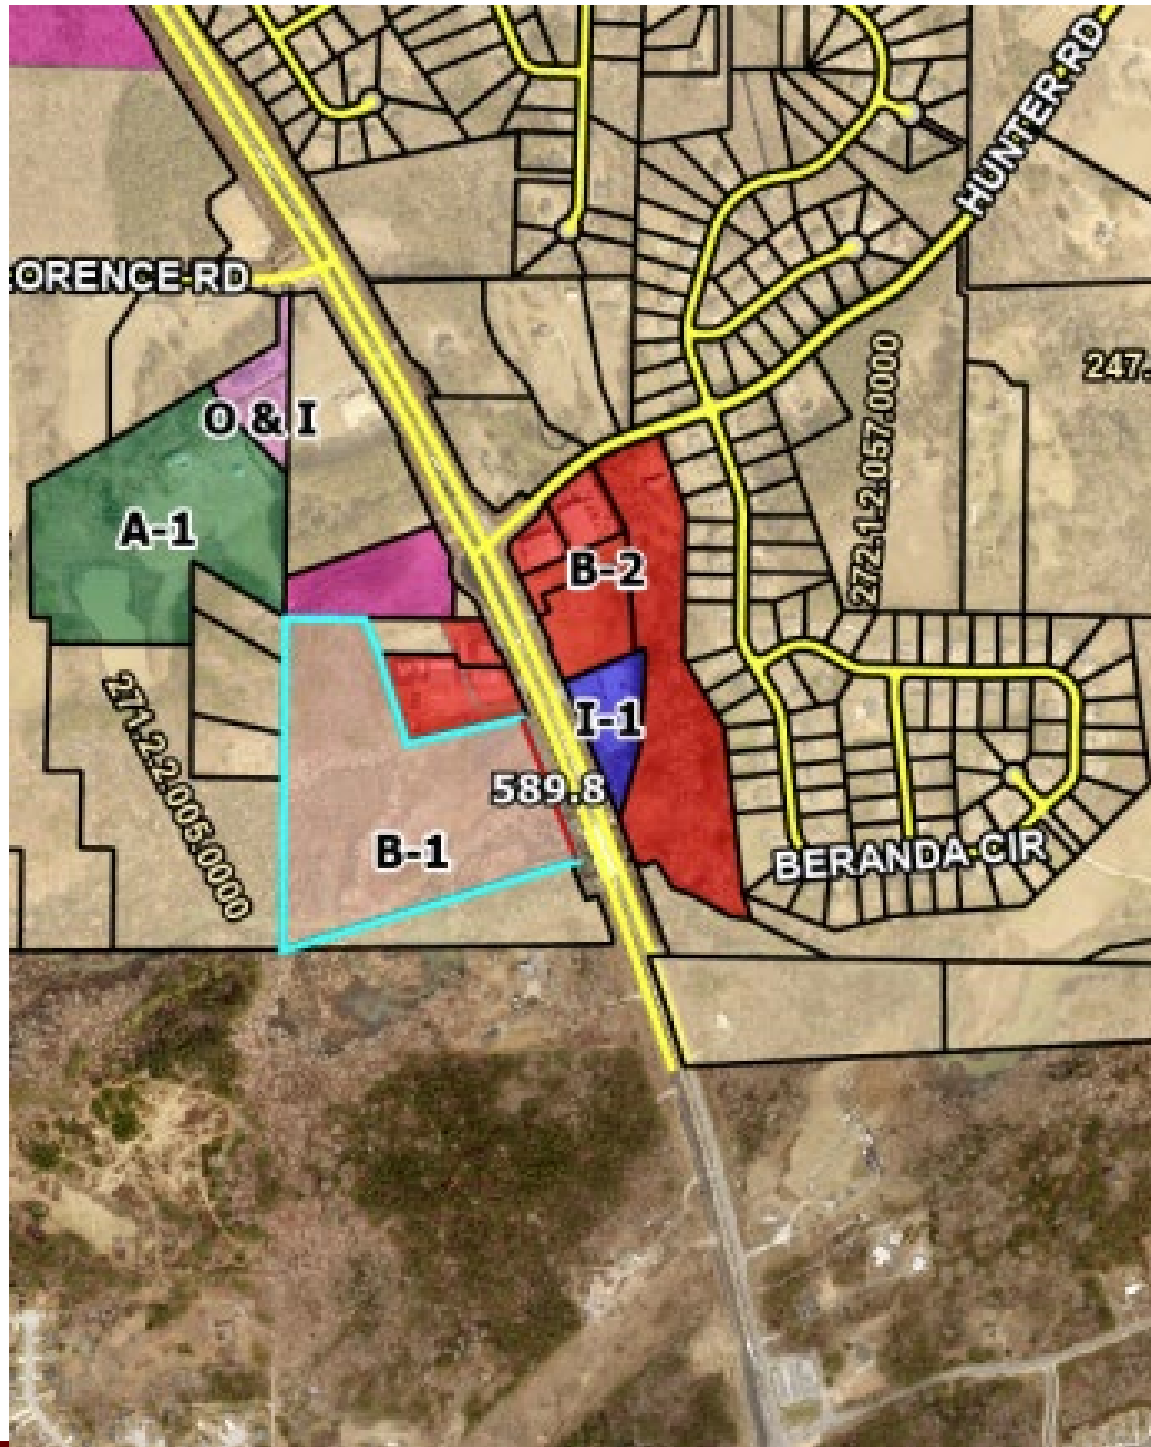 HUNTER RD
ORENCE RD
272.1.2.057.0000
247.
O & I
A-1
B-2
I-1
271.2.2.005.0000
589.8
B-1
BERANDA CIR